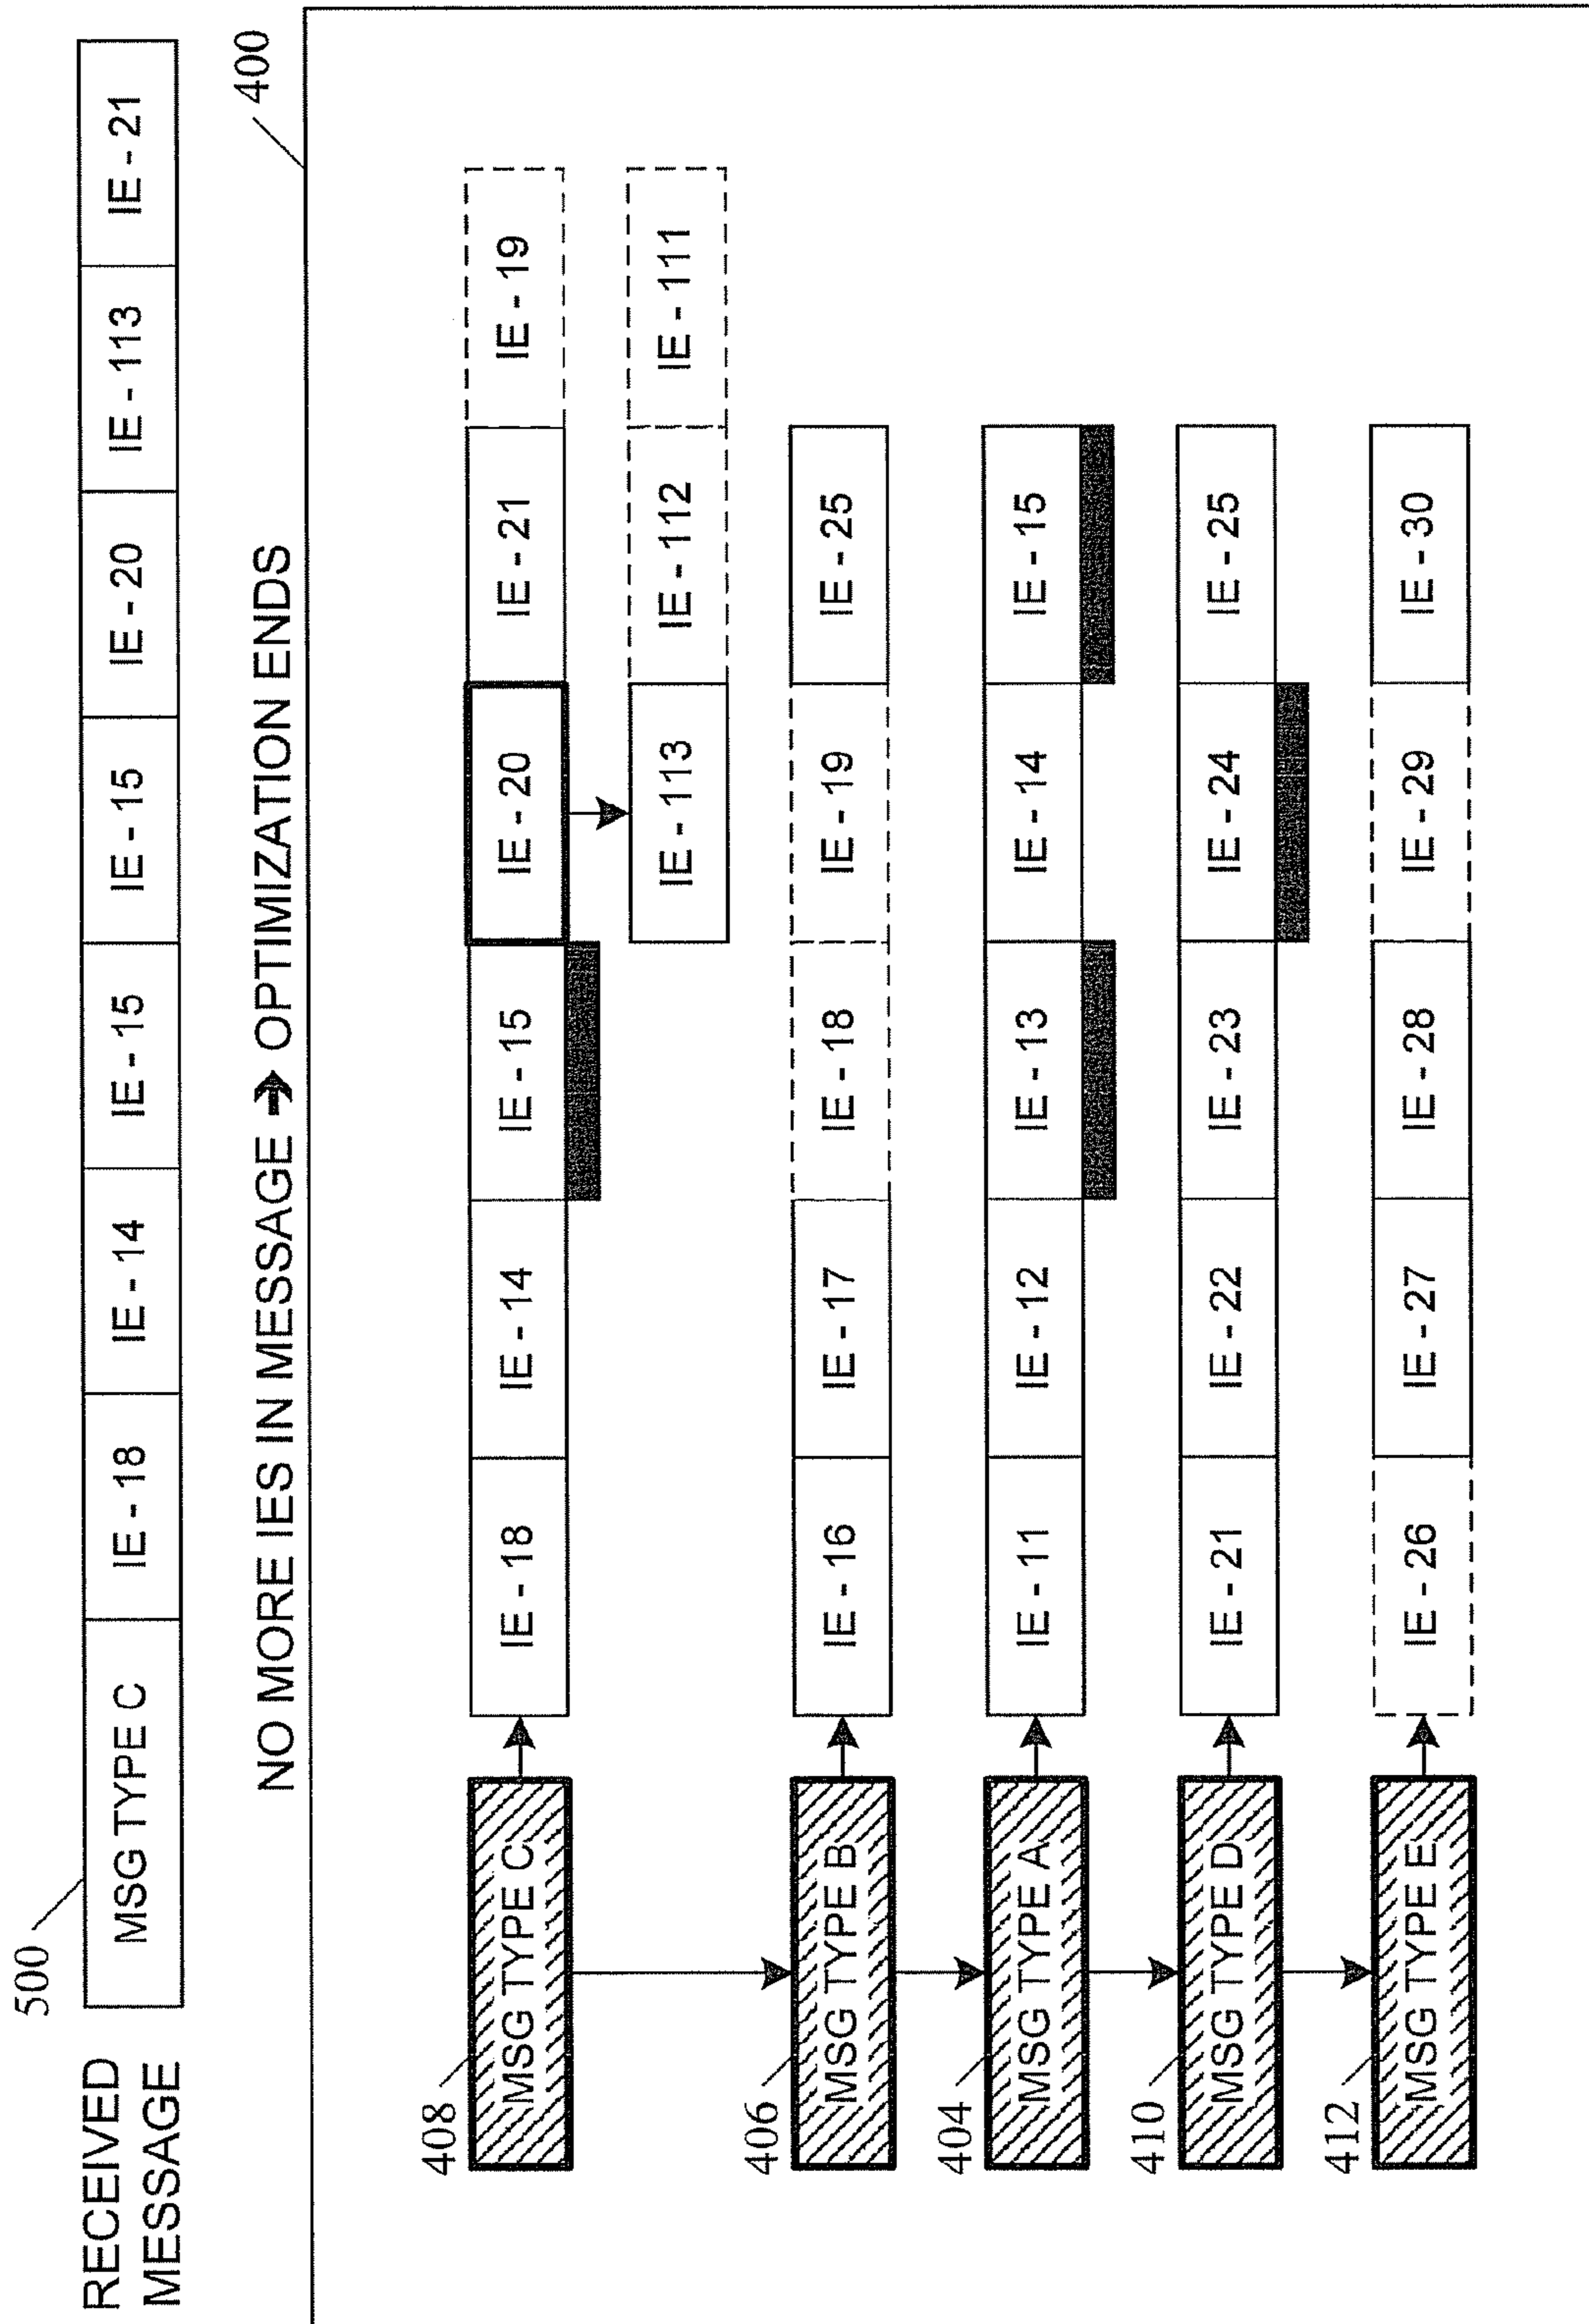 500
RECEIVED
MESSAGE
MSG TYPE C IE - 18 IE - 14 IE - 15 IE - 15 IE - 20 IE - 113 IE - 21
NO MORE IES IN MESSAGE ➔ OPTIMIZATION ENDS
400
408
MSG TYPE C IE - 18 IE - 14 IE - 15 IE - 20 IE - 21 IE - 19
IE - 113 IE - 112 IE - 111
406
MSG TYPE B IE - 16 IE - 17 IE - 18 IE - 19 IE - 25
404
MSG TYPE A IE - 11 IE - 12 IE - 13 IE - 14 IE - 15
410
MSG TYPE D IE - 21 IE - 22 IE - 23 IE - 24 IE - 25
412
MSG TYPE E IE - 26 IE - 27 IE - 28 IE - 29 IE - 30